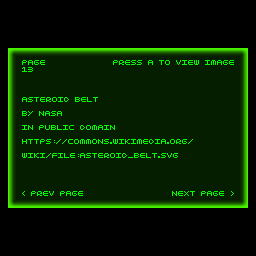 PAGE 13
PRESS A TO VIEW IMAGE
ASTEROID BELT
BY NASA
IN PUBLIC DOMAIN
HTTPS://COMMONS.WIKIMEDIA.ORG/
WIKI/FILE:ASTEROID_BELT.SVG
< PREV PAGE
NEXT PAGE >